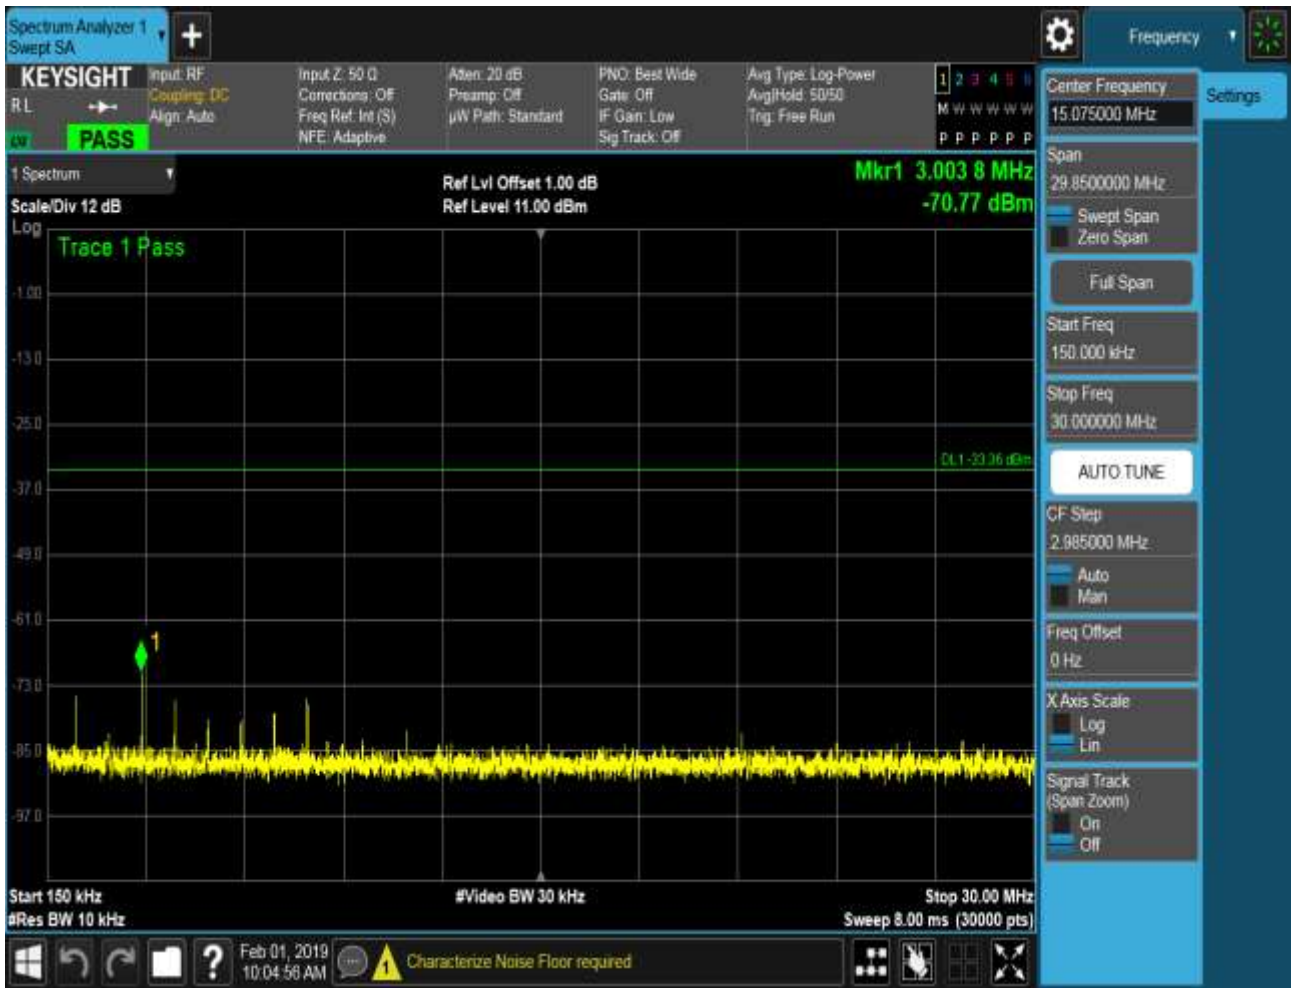 Spectrum Analyzer 1
Swept SA
+
Frequency
KEYSIGHT
R L
PASS
Input: RF
Coupling: DC
Align: Auto
Input Z: 50 Ω
Corrections: Off
Freq Ref: Int (S)
NFE: Adaptive
Atten: 20 dB
Preamp: Off
µW Path: Standard
PNO: Best Wide
Gate: Off
IF Gain: Low
Sig Track: Off
Avg Type: Log-Power
Avg|Hold: 50/50
Trig: Free Run
1 2 3 4 5 6
M W W W W W
P P P P P P
1 Spectrum
Scale/Div 12 dB
Ref Lvl Offset 1.00 dB
Ref Level 11.00 dBm
Mkr1 3.003 8 MHz
-70.77 dBm
Log
Trace 1 Pass
-1.00
-13.0
-25.0
DL1 -33.36 dBm
-37.0
-49.0
-61.0
1
-73.0
-85.0
-97.0
Start 150 kHz
#Res BW 10 kHz
#Video BW 30 kHz
Stop 30.00 MHz
Sweep 8.00 ms (30000 pts)
Center Frequency
15.075000 MHz
Settings
Span
29.8500000 MHz
Swept Span
Zero Span
Full Span
Start Freq
150.000 kHz
Stop Freq
30.000000 MHz
AUTO TUNE
CF Step
2.985000 MHz
Auto
Man
Freq Offset
0 Hz
X Axis Scale
Log
Lin
Signal Track
(Span Zoom)
On
Off
?
Feb 01, 2019
10:04:56 AM
1
Characterize Noise Floor required